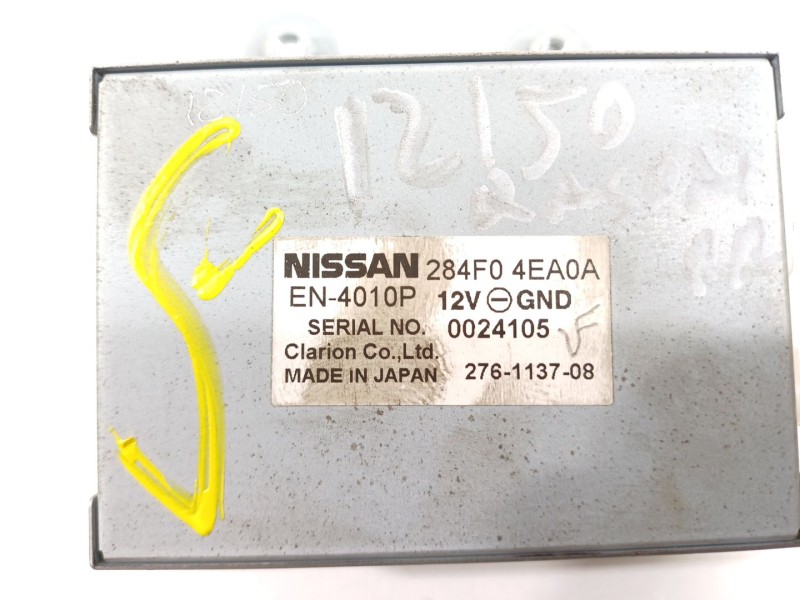 12150
12150
NISSAN 284F0 4EA0A
EN-4010P 12V ⊖ GND
SERIAL NO. 0024105
Clarion Co.,Ltd.
MADE IN JAPAN 276-1137-08